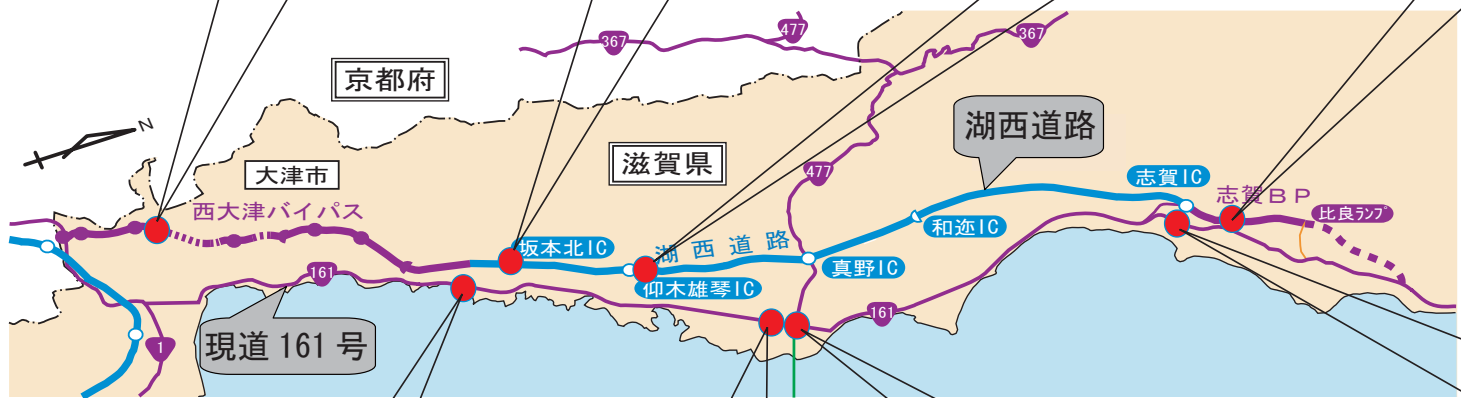 477
367
367
京都府
N
湖西道路
滋賀県
大津市
477
志賀IC
志賀BP
西大津バイパス
比良ランプ
和迩IC
坂本北IC
湖西道路
真野IC
161
仰木雄琴IC
161
現道161号
1